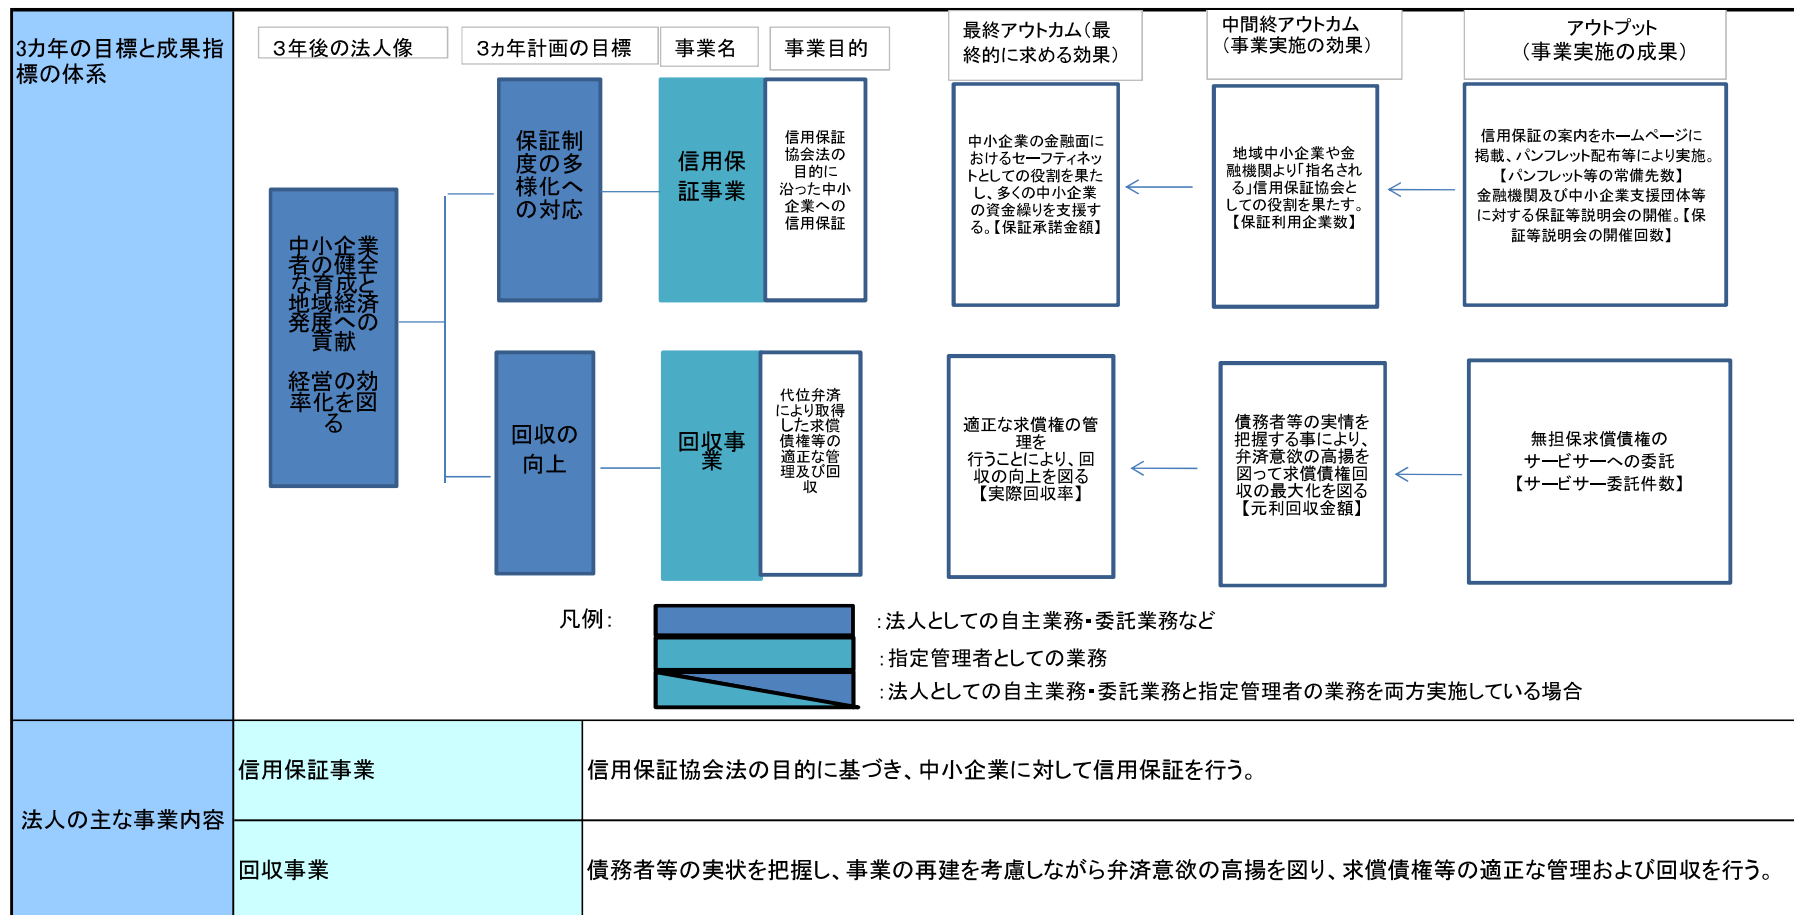 3カ年の目標と成果指
標の体系
3年後の法人像
3ヵ年計画の目標
事業名
事業目的
最終アウトカム(最
終的に求める効果)
中間終アウトカム
(事業実施の効果)
アウトプット
(事業実施の成果)
中小企業
者の健全
な育成と
地域経済
発展への
貢献
経営の効
率化を図
る
保証制
度の多
様化へ
の対応
信用保
証事業
信用保証
協会法の
目的に
沿った中小
企業への
信用保証
中小企業の金融面に
おけるセーフティネッ
トとしての役割を果た
し、多くの中小企業
の資金繰りを支援す
る。【保証承諾金額】
地域中小企業や金
融機関より「指名され
る」信用保証協会と
しての役割を果たす。
【保証利用企業数】
信用保証の案内をホームページに
掲載、パンフレット配布等により実施。
【パンフレット等の常備先数】
金融機関及び中小企業支援団体等
に対する保証等説明会の開催。【保
証等説明会の開催回数】
回収の
向上
回収事
業
代位弁済
により取得
した求償
債権等の
適正な管
理及び回
収
適正な求償権の管
理を
行うことにより、回
収の向上を図る
【実際回収率】
債務者等の実情を
把握する事により、
弁済意欲の高揚を
図って求償債権回
収の最大化を図る
【元利回収金額】
無担保求償債権の
サービサーへの委託
【サービサー委託件数】
凡例:
:法人としての自主業務・委託業務など
:指定管理者としての業務
:法人としての自主業務・委託業務と指定管理者の業務を両方実施している場合
法人の主な事業内容
信用保証事業
信用保証協会法の目的に基づき、中小企業に対して信用保証を行う。
回収事業
債務者等の実状を把握し、事業の再建を考慮しながら弁済意欲の高揚を図り、求償債権等の適正な管理および回収を行う。